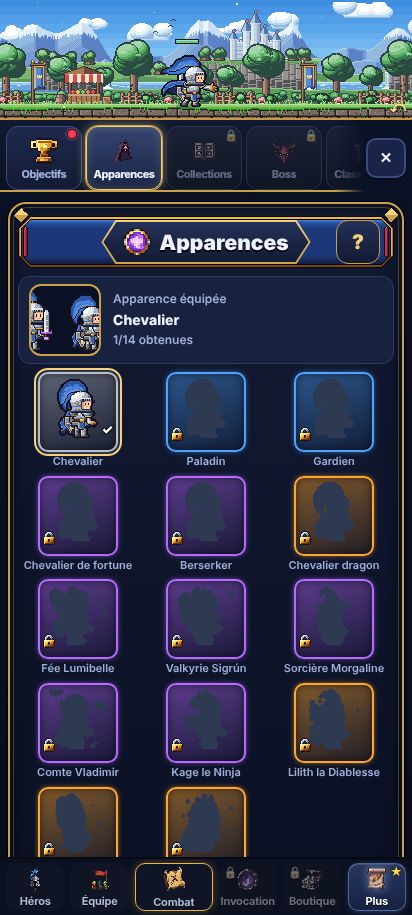 Objectifs
Apparences
Collections
Boss
Class
×
Apparences
?
Apparence équipée
Chevalier
1/14 obtenues
Chevalier
Paladin
Gardien
Chevalier de fortune
Berserker
Chevalier dragon
Fée Lumibelle
Valkyrie Sigrún
Sorcière Morgaline
Comte Vladimir
Kage le Ninja
Lilith la Diablesse
Héros
Équipe
Combat
Invocation
Boutique
Plus